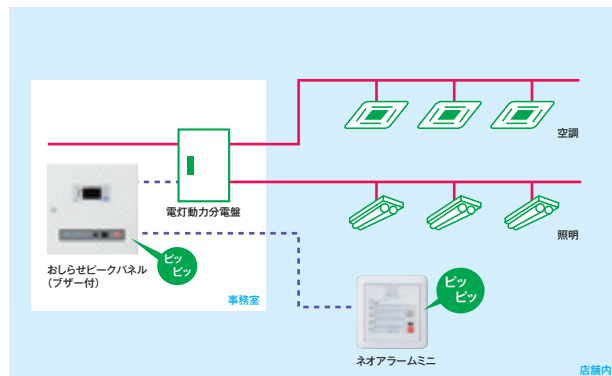 空調
電灯動力分電盤
照明
ピッ
ピッ
おしらせピークパネル
(ブザー付)
事務室
ピッ
ピッ
ネオアラームミニ
店舗内